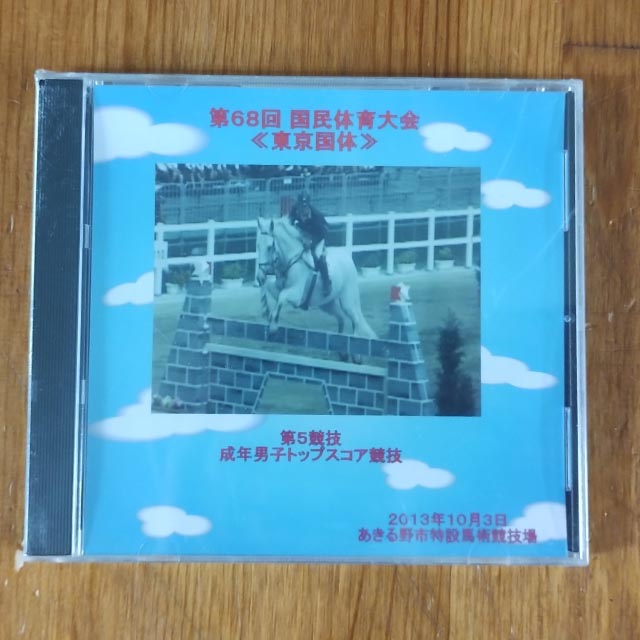 第68回 国民体育大会
≪東京国体≫
第5競技
成年男子トップスコア競技
2013年10月3日
あきる野市特設馬術競技場